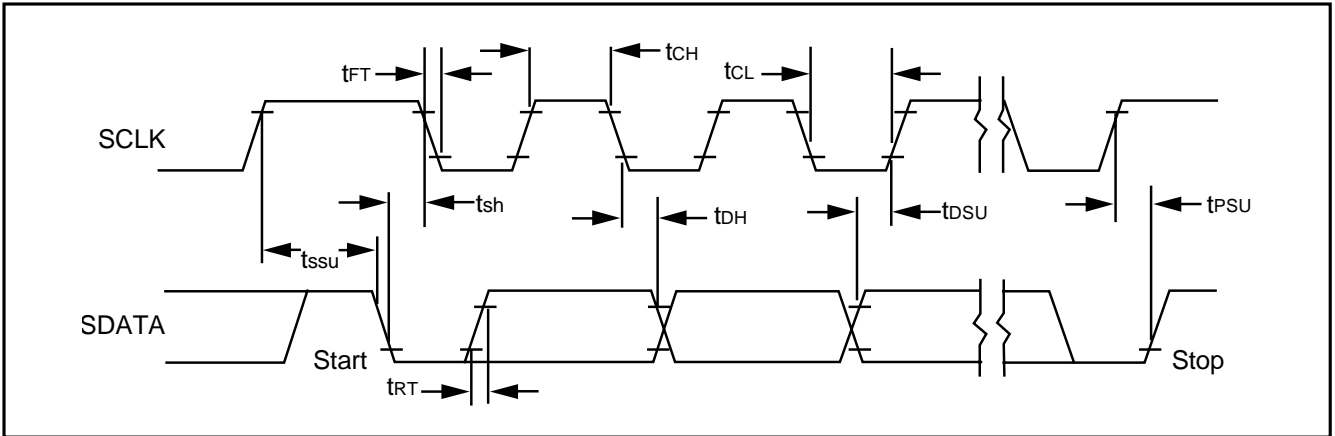 tFT
tCH
tCL
SCLK
tsh
tDH
tDSU
tPSU
tssu
SDATA
Start
Stop
tRT